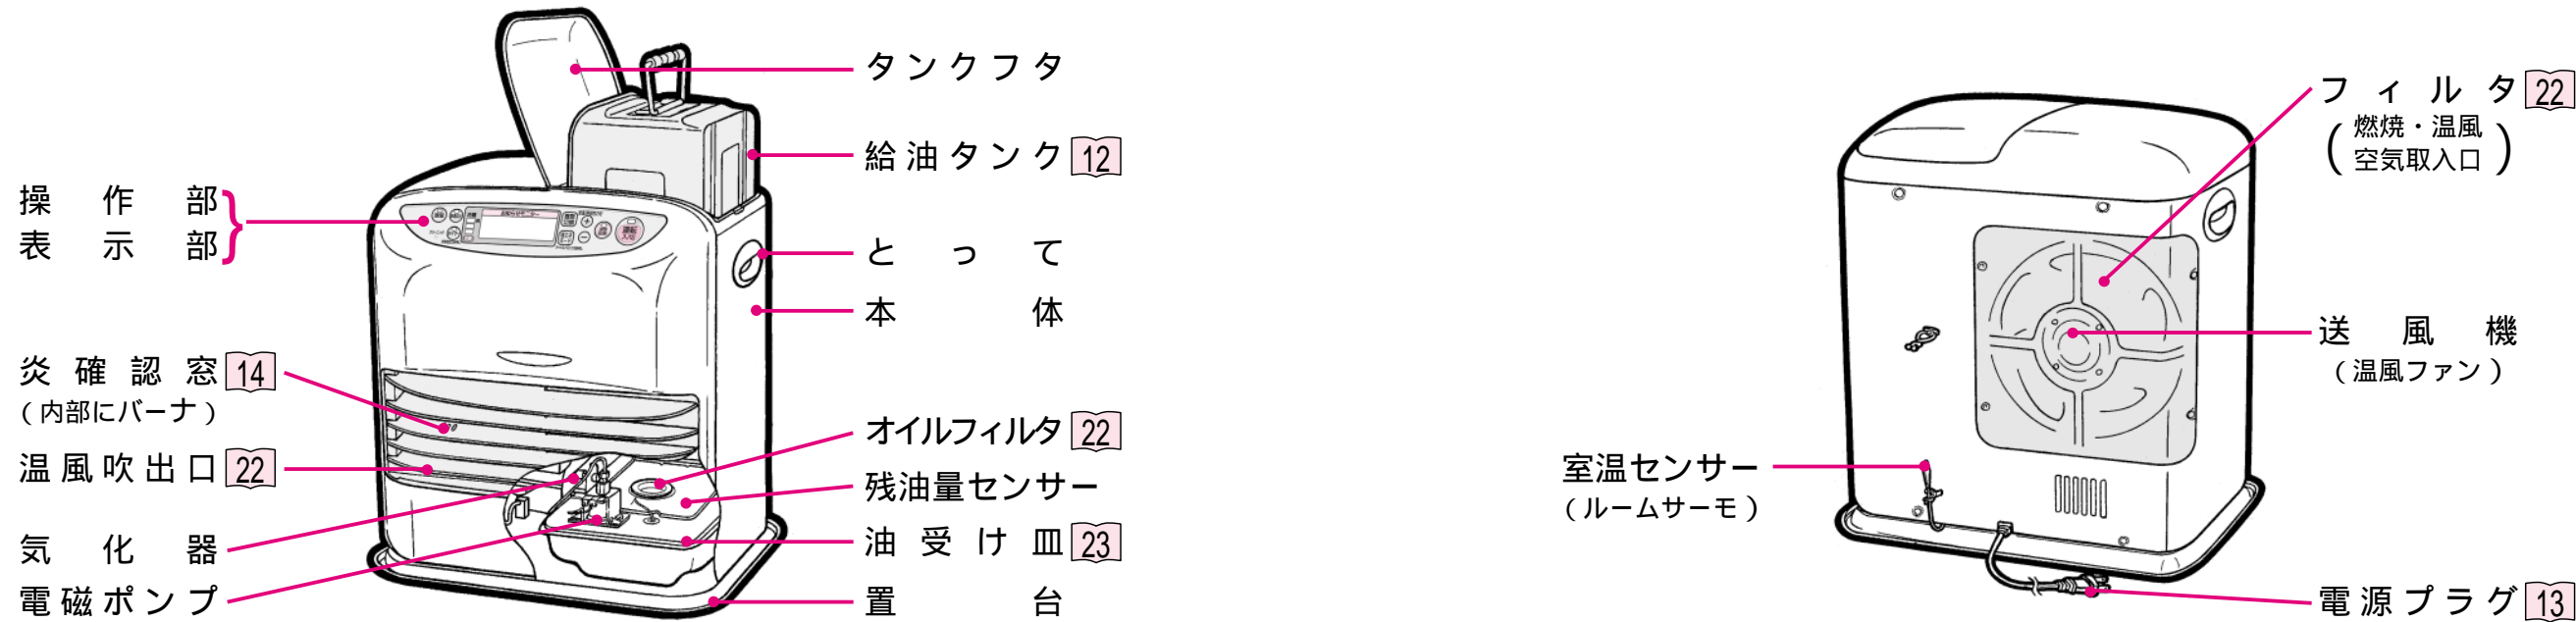 タンクフタ
給油タンク 12
操作部
表示部
とって
本体
炎確認窓 14
(内部にバーナ)
温風吹出口 22
オイルフィルタ 22
残油量センサー
気化器
油受け皿 23
電磁ポンプ
置台
フィルタ 22
(燃焼・温風
空気取入口)
送風機
(温風ファン)
室温センサー
(ルームサーモ)
電源プラグ 13